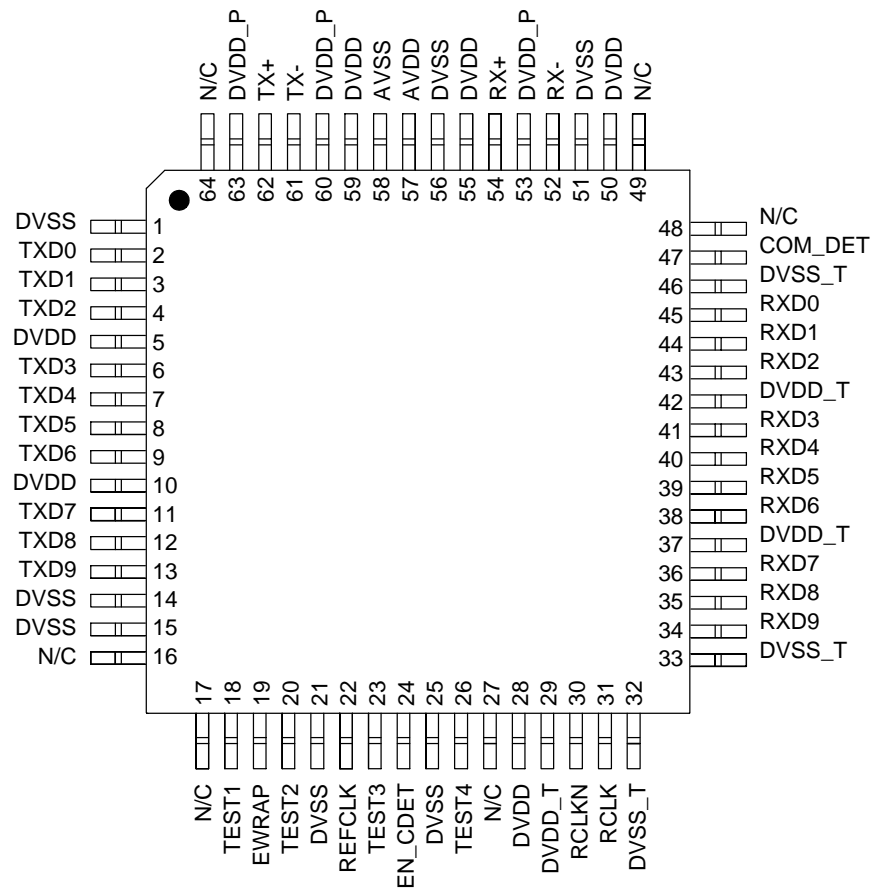 N/C
DVDD_P
TX+
TX-
DVDD_P
DVDD
AVSS
AVDD
DVSS
DVDD
RX+
DVDD_P
RX-
DVSS
DVDD
N/C
64
63
62
61
60
59
58
57
56
55
54
53
52
51
50
49
DVSS 1
TXD0 2
TXD1 3
TXD2 4
DVDD 5
TXD3 6
TXD4 7
TXD5 8
TXD6 9
DVDD 10
TXD7 11
TXD8 12
TXD9 13
DVSS 14
DVSS 15
N/C 16
48 N/C
47 COM_DET
46 DVSS_T
45 RXD0
44 RXD1
43 RXD2
42 DVDD_T
41 RXD3
40 RXD4
39 RXD5
38 RXD6
37 DVDD_T
36 RXD7
35 RXD8
34 RXD9
33 DVSS_T
17
18
19
20
21
22
23
24
25
26
27
28
29
30
31
32
N/C
TEST1
EWRAP
TEST2
DVSS
REFCLK
TEST3
EN_CDET
DVSS
TEST4
N/C
DVDD
DVDD_T
RCLKN
RCLK
DVSS_T